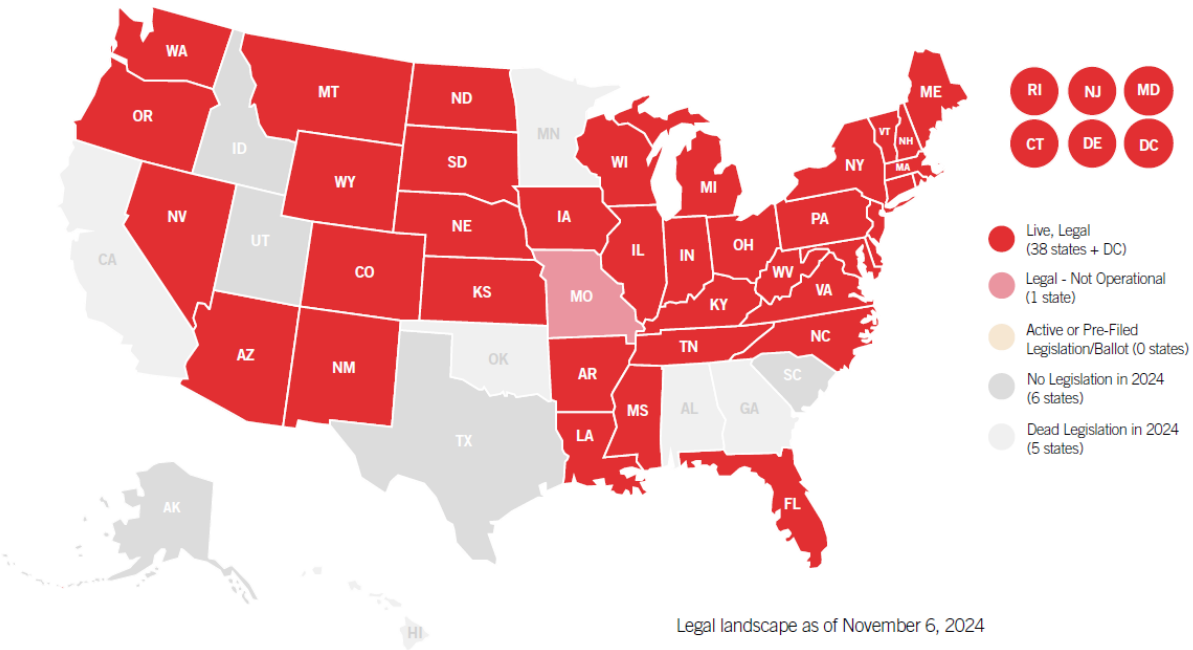 WA
MT
ND
MN
ME
OR
ID
SD
WI
VT
NH
NY
MA
WY
MI
NV
NE
IA
PA
UT
CO
IL
IN
OH
CA
KS
MO
WV
VA
KY
AZ
NM
OK
AR
TN
NC
SC
TX
LA
MS
AL
GA
FL
AK
HI
RI NJ MD
CT DE DC
Live, Legal
(38 states + DC)
Legal - Not Operational
(1 state)
Active or Pre-Filed
Legislation/Ballot (0 states)
No Legislation in 2024
(6 states)
Dead Legislation in 2024
(5 states)
Legal landscape as of November 6, 2024